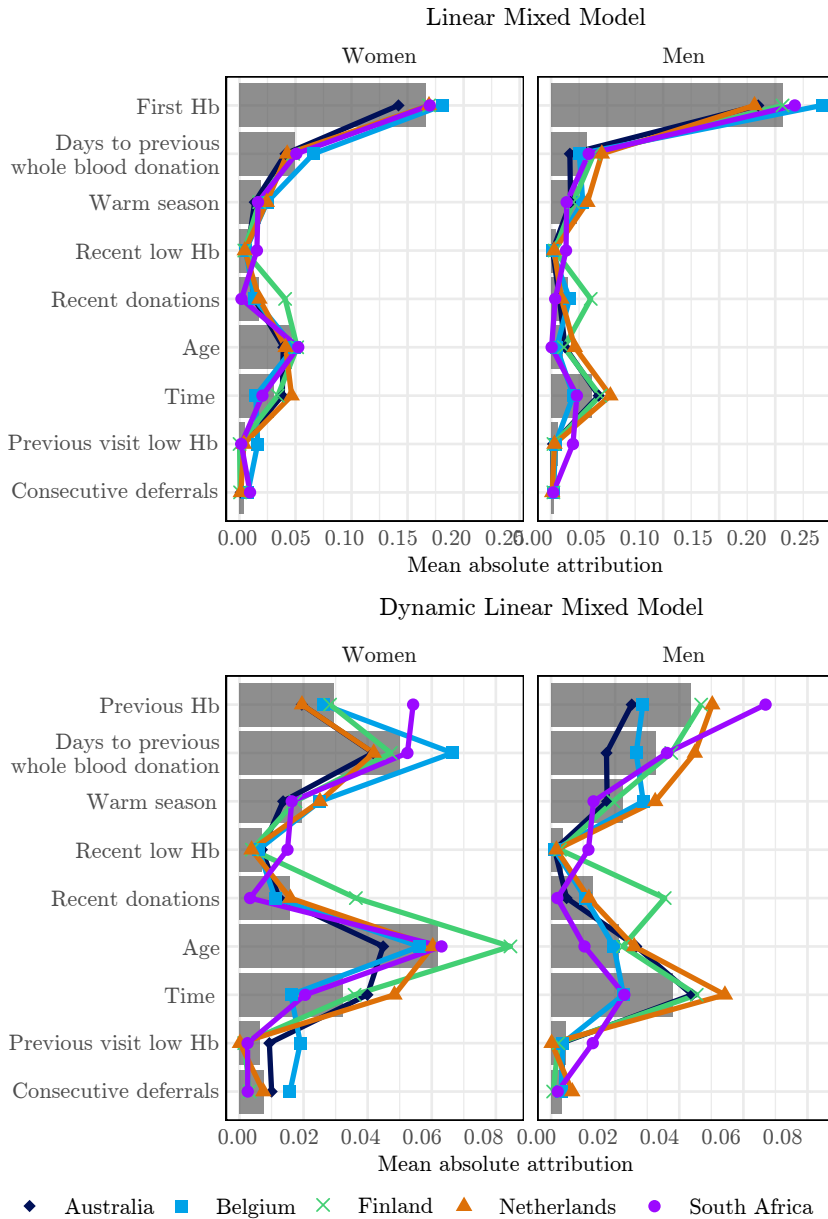 Linear Mixed Model
Women
Men
First Hb
Days to previous
whole blood donation
Warm season
Recent low Hb
Recent donations
Age
Time
Previous visit low Hb
Consecutive deferrals
0.00 0.05 0.10 0.15 0.20 0.25
0.00 0.05 0.10 0.15 0.20 0.25
Mean absolute attribution
Dynamic Linear Mixed Model
Women
Men
Previous Hb
Days to previous
whole blood donation
Warm season
Recent low Hb
Recent donations
Age
Time
Previous visit low Hb
Consecutive deferrals
0.00 0.02 0.04 0.06 0.08
0.00 0.02 0.04 0.06 0.08
Mean absolute attribution
Australia Belgium Finland Netherlands South Africa